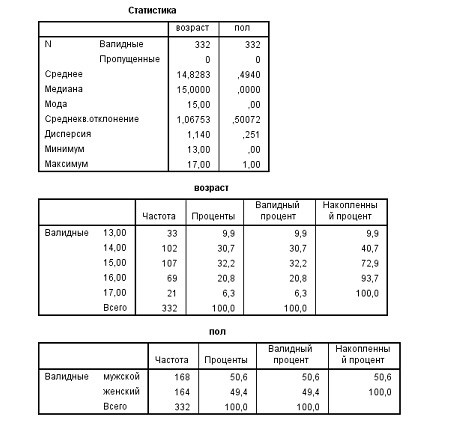 Статистика
возраст пол
N Валидные 332 332
Пропущенные 0 0
Среднее 14,8283 ,4940
Медиана 15,0000 ,0000
Мода 15,00 ,00
Среднекв.отклонение 1,06753 ,50072
Дисперсия 1,140 ,251
Минимум 13,00 ,00
Максимум 17,00 1,00
возраст
Частота Проценты Валидный процент Накопленны й процент
Валидные 13,00 33 9,9 9,9 9,9
14,00 102 30,7 30,7 40,7
15,00 107 32,2 32,2 72,9
16,00 69 20,8 20,8 93,7
17,00 21 6,3 6,3 100,0
Всего 332 100,0 100,0
пол
Частота Проценты Валидный процент Накопленны й процент
Валидные мужской 168 50,6 50,6 50,6
женский 164 49,4 49,4 100,0
Всего 332 100,0 100,0